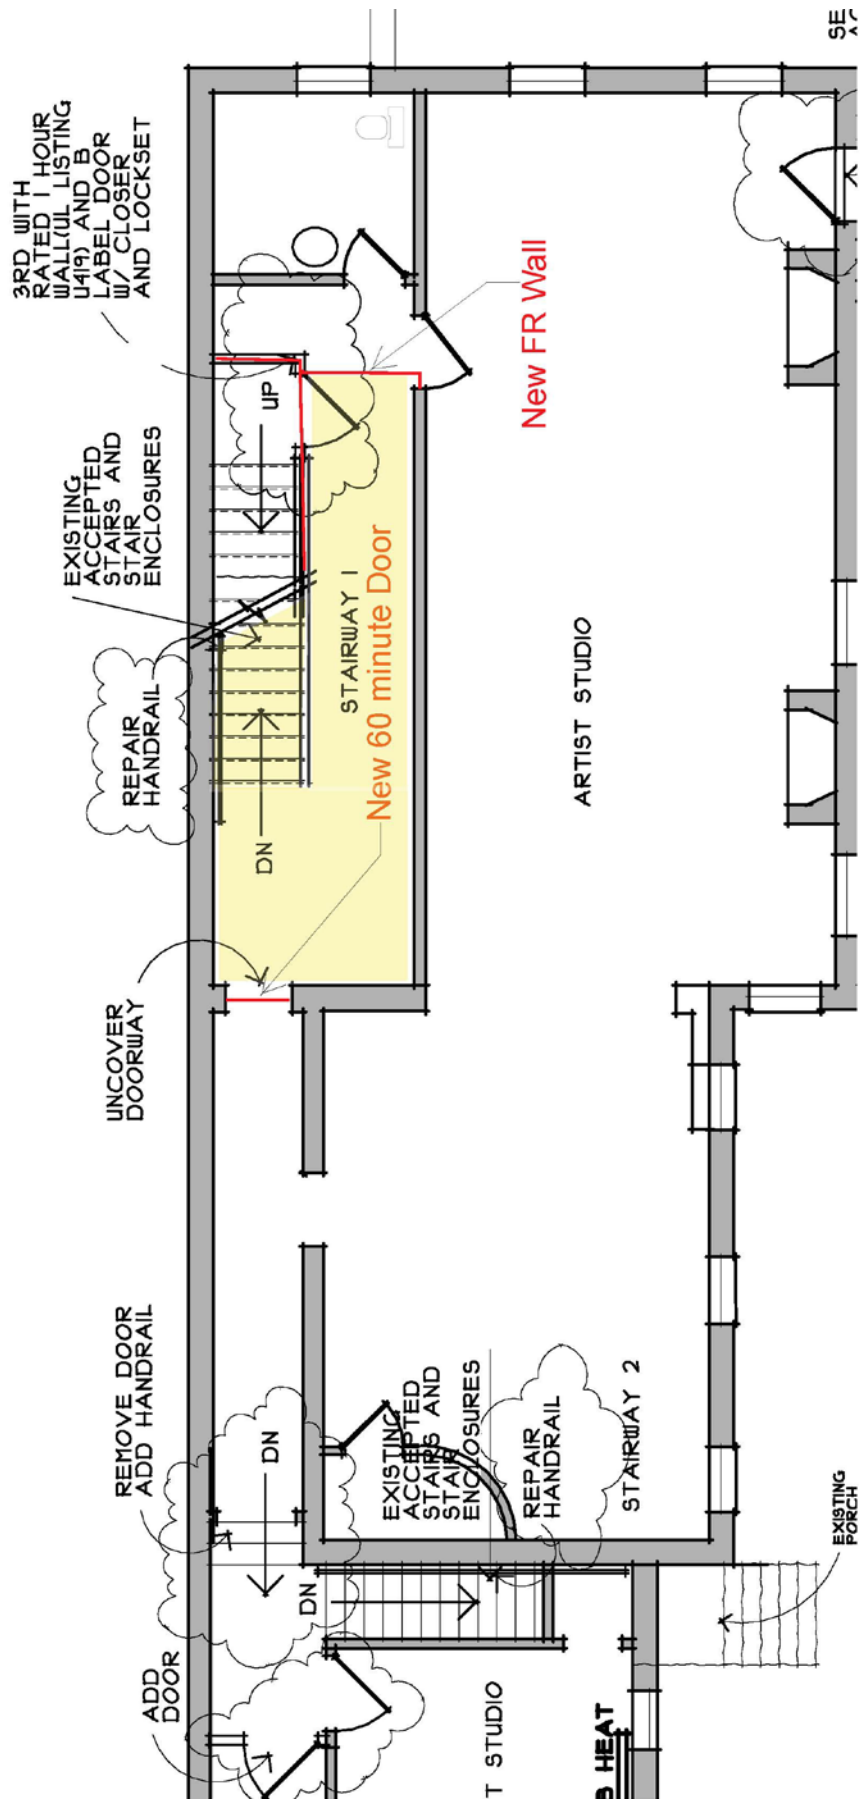 SE
3RD WITH
RATED 1 HOUR
WALL(UL LISTING
U419) AND B
LABEL DOOR
W/ CLOSER
AND LOCKSET
New FR Wall
UP
EXISTING
ACCEPTED
STAIRS AND
STAIR
ENCLOSURES
STAIRWAY 1
New 60 minute Door
REPAIR
HANDRAIL
DN
ARTIST STUDIO
UNCOVER
DOORWAY
REMOVE DOOR
ADD HANDRAIL
DN
EXISTING
ACCEPTED
STAIRS AND
STAIR
ENCLOSURES
REPAIR
HANDRAIL
STAIRWAY 2
EXISTING
PORCH
DN
ADD
DOOR
T STUDIO
B HEAT